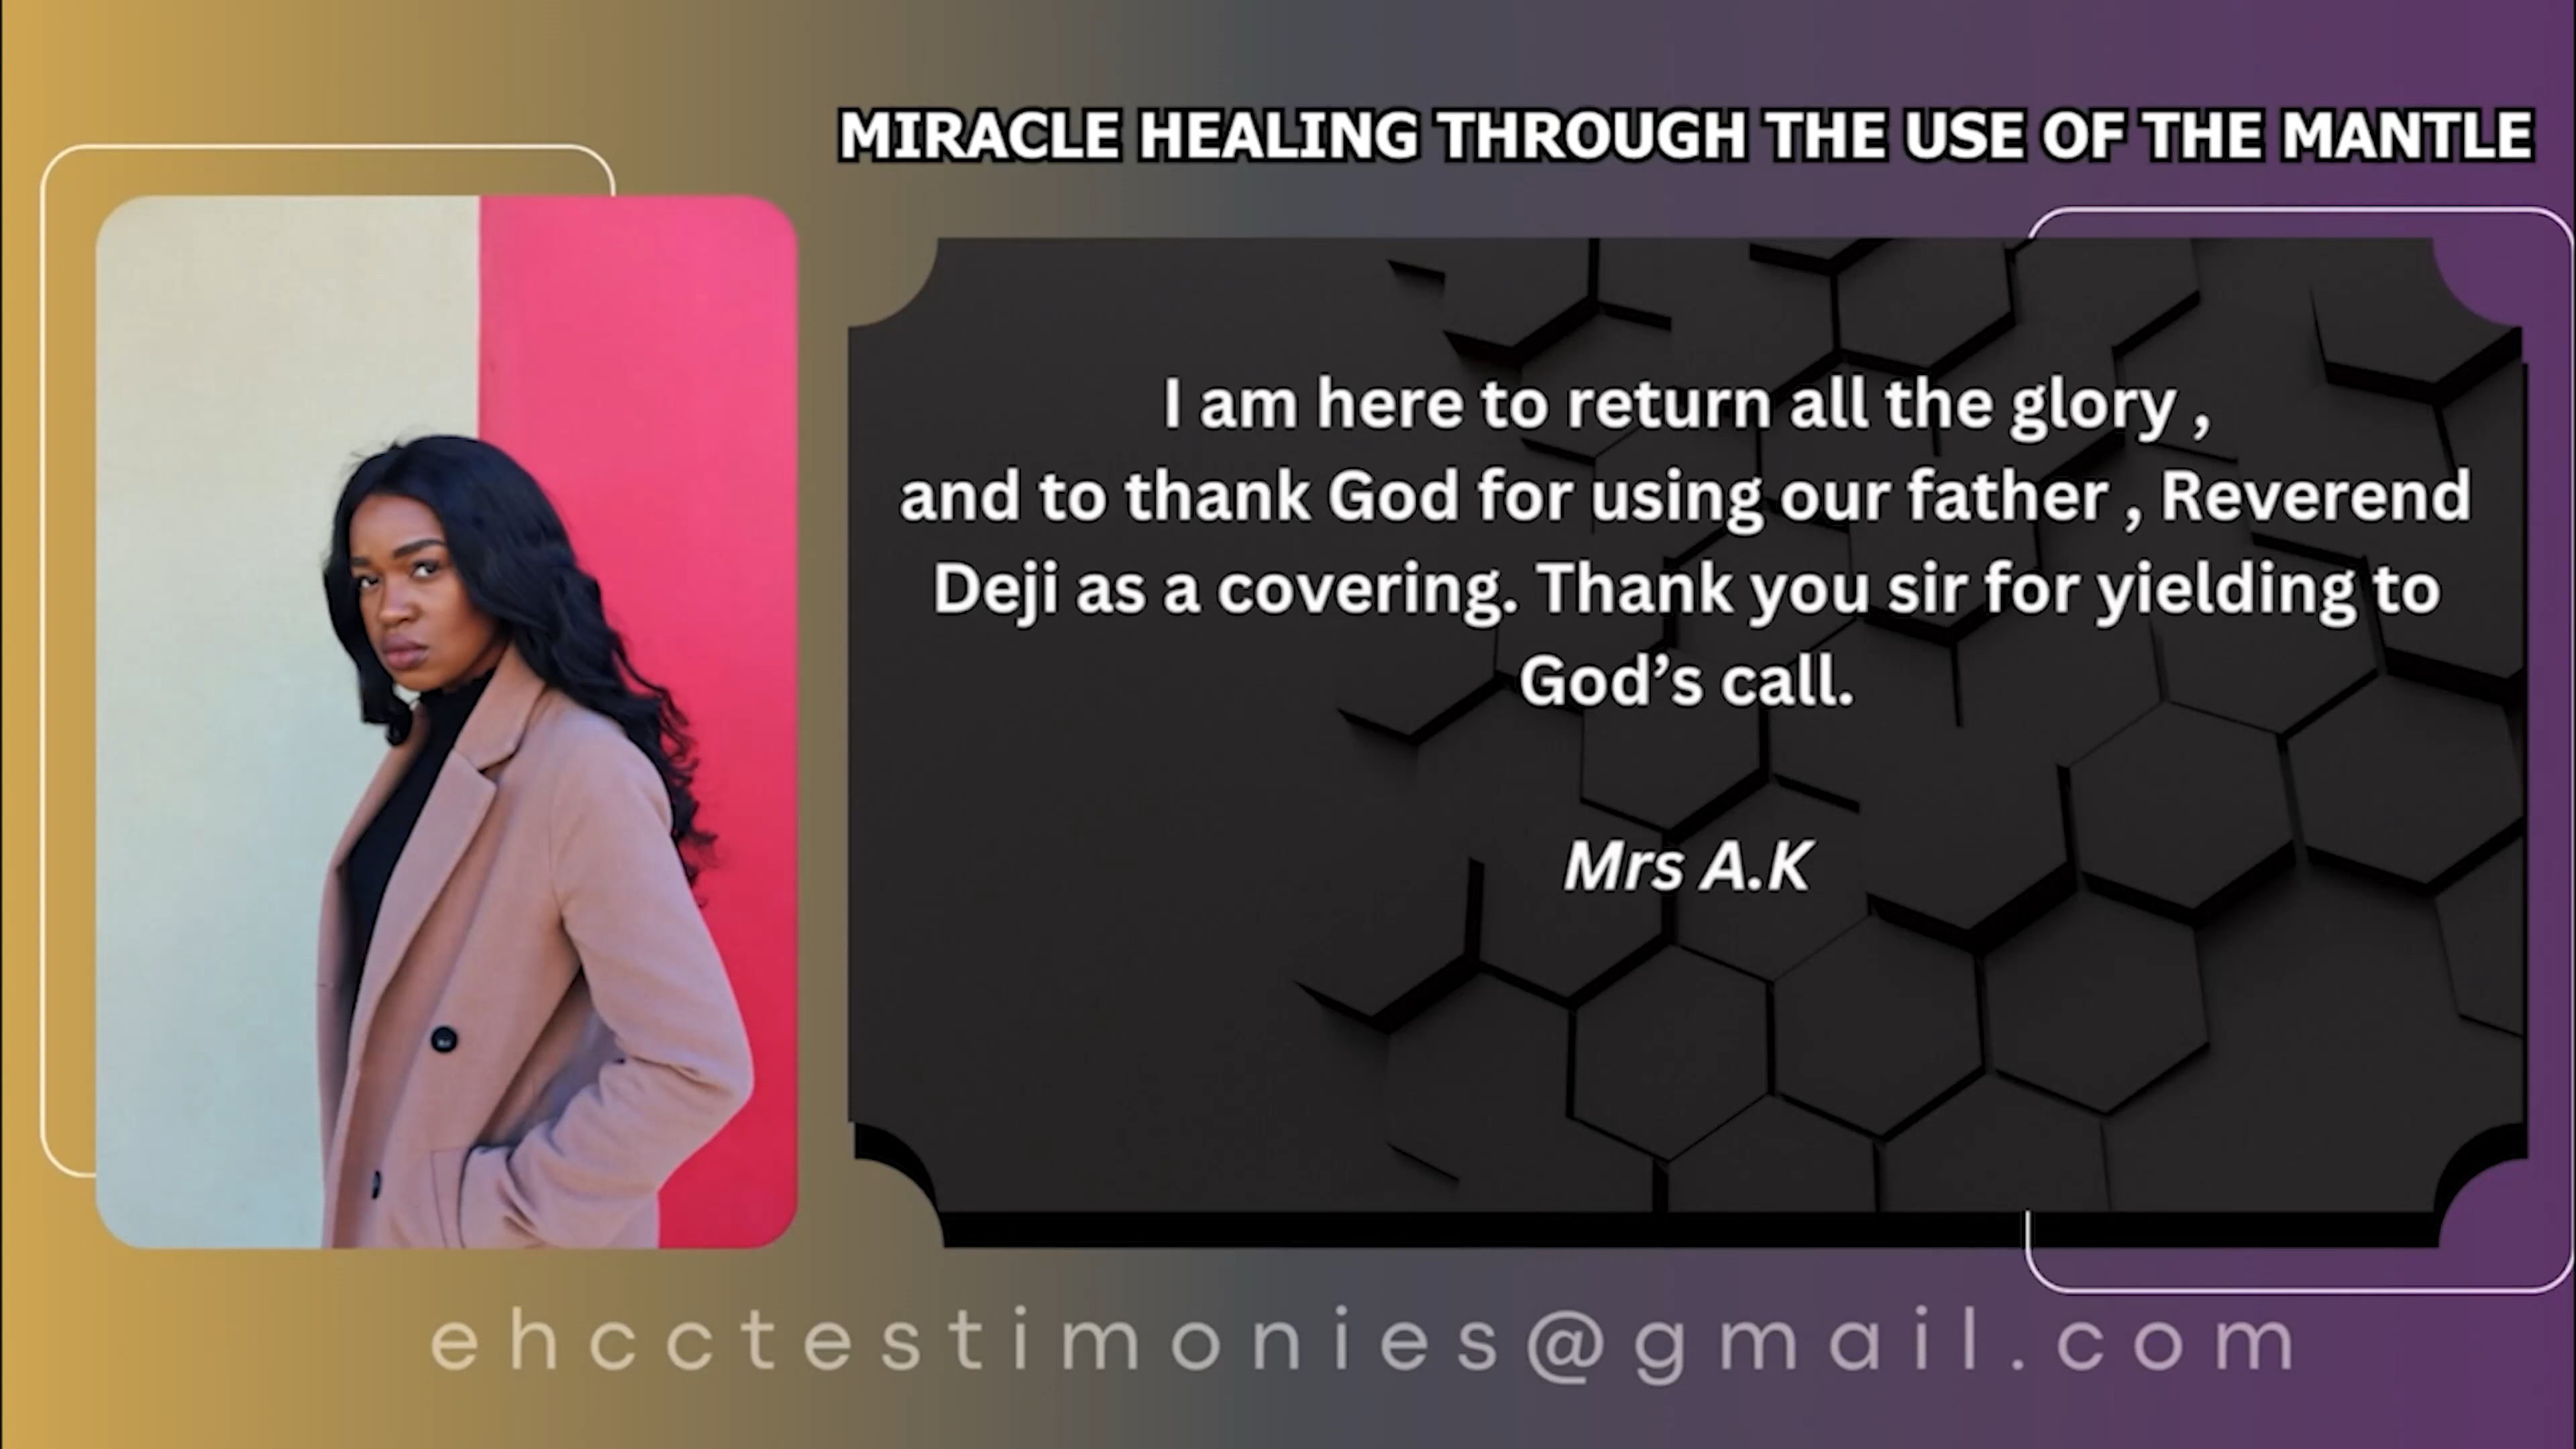 MIRACLE HEALING THROUGH THE USE OF THE MANTLE
I am here to return all the glory ,
and to thank God for using our father , Reverend
Deji as a covering. Thank you sir for yielding to
God’s call.
Mrs A.K
ehcctestimonies@gmail.com